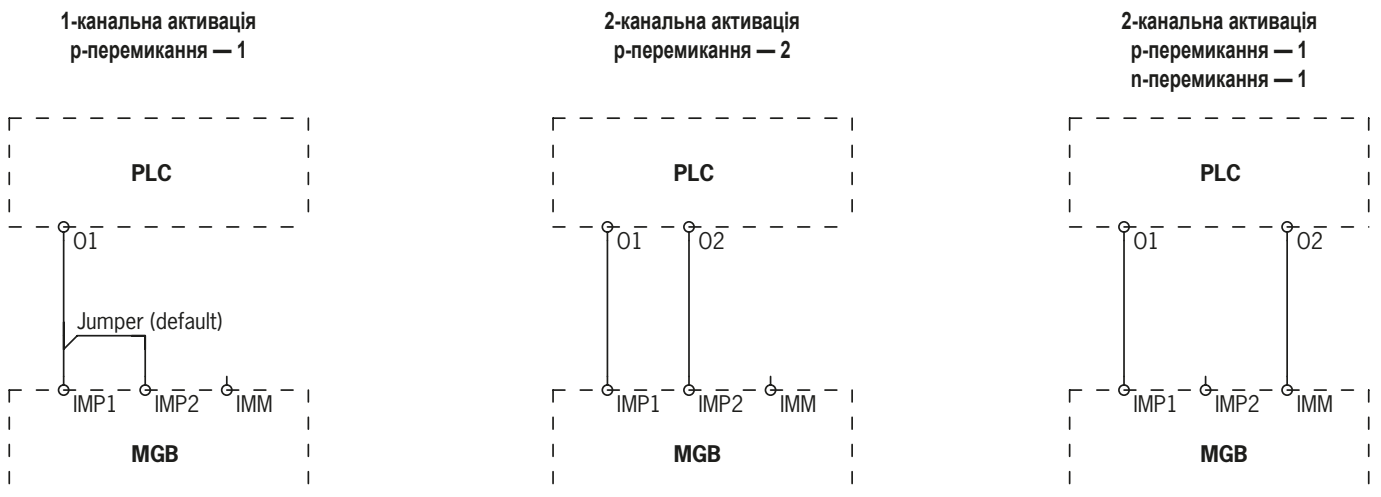 1-канальна активація
р-перемикання — 1
2-канальна активація
р-перемикання — 2
2-канальна активація
р-перемикання — 1
n-перемикання — 1
PLC
O1
Jumper (default)
IMP1 IMP2 IMM
MGB
PLC
O1 O2
IMP1 IMP2 IMM
MGB
PLC
O1 O2
IMP1 IMP2 IMM
MGB